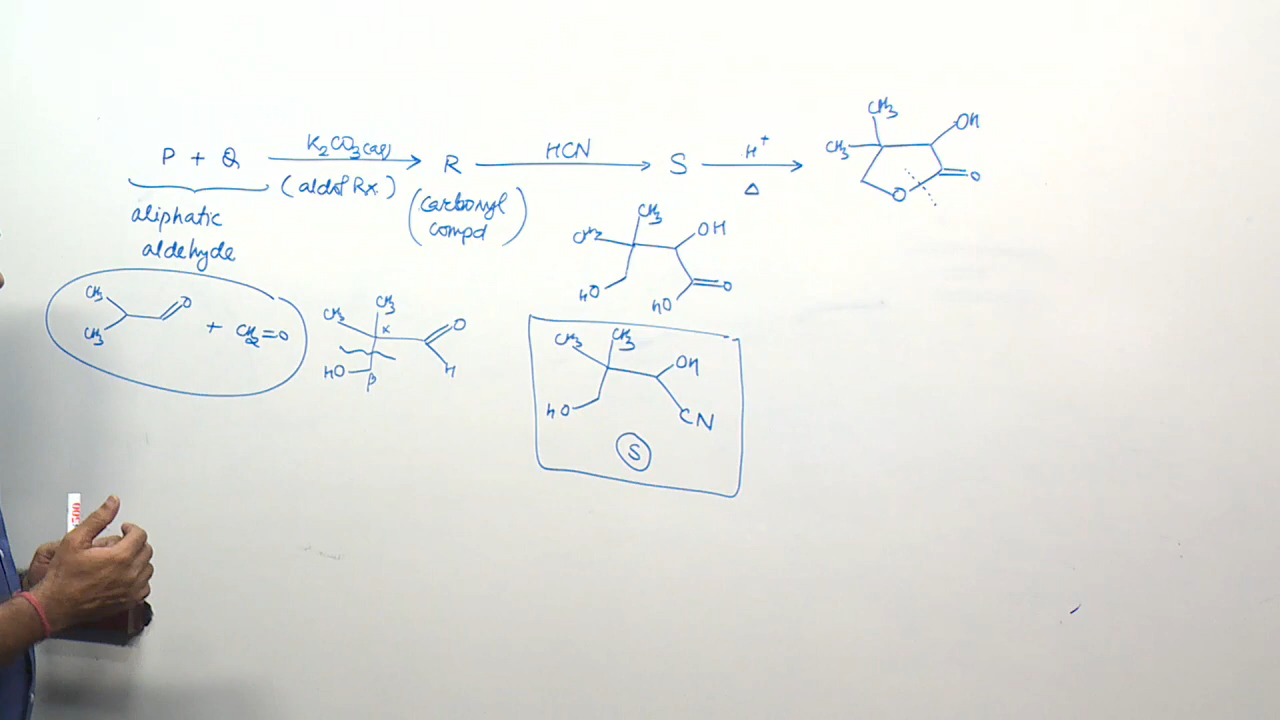 P + Q K2CO3(aq) (aldol Rx) R HCN S H+ Δ
(carbonyl compd)
aliphatic
aldehyde
CH3 CH3 OH O O
CH3 CH3 OH HO HO O
CH3 CH3 O + CH2=O
CH3 CH3 α O HO β H
CH3 CH3 OH HO CN
S